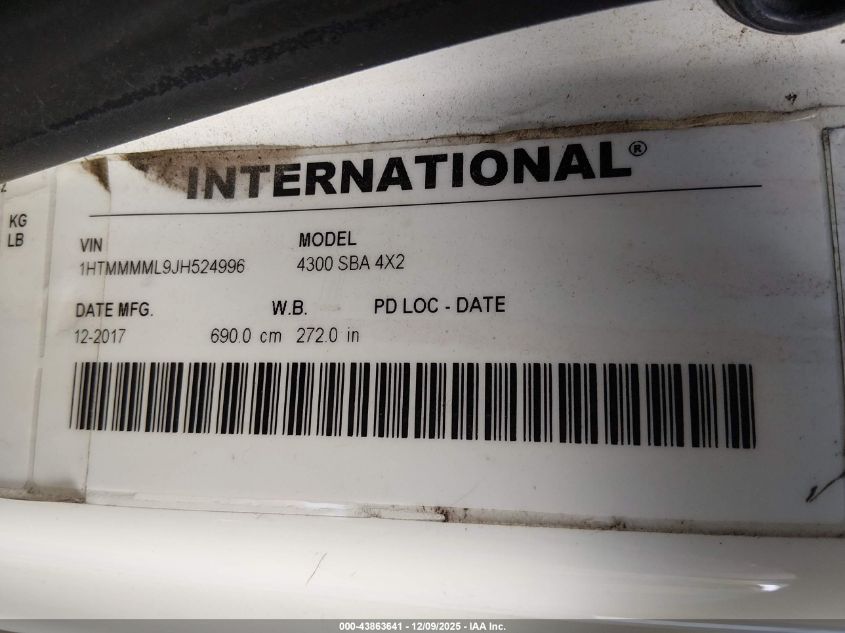 INTERNATIONAL®
KG
LB
VIN MODEL
1HTMMMML9JH524996 4300 SBA 4X2
DATE MFG. W.B. PD LOC - DATE
12-2017 690.0 cm 272.0 in
000-43863641 - 12/09/2025 - IAA Inc.